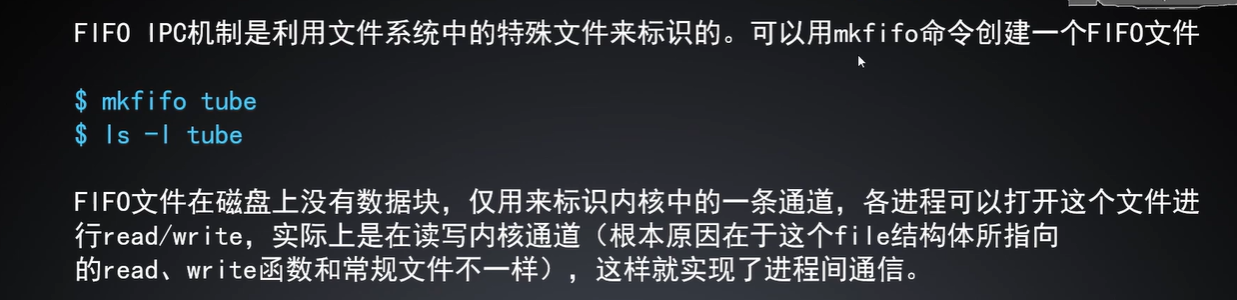 FIFO IPC机制是利用文件系统中的特殊文件来标识的。可以用mkfifo命令创建一个FIFO文件
$ mkfifo tube
$ ls -l tube
FIFO文件在磁盘上没有数据块，仅用来标识内核中的一条通道，各进程可以打开这个文件进
行read/write，实际上是在读写内核通道（根本原因在于这个file结构体所指向
的read、write函数和常规文件不一样），这样就实现了进程间通信。